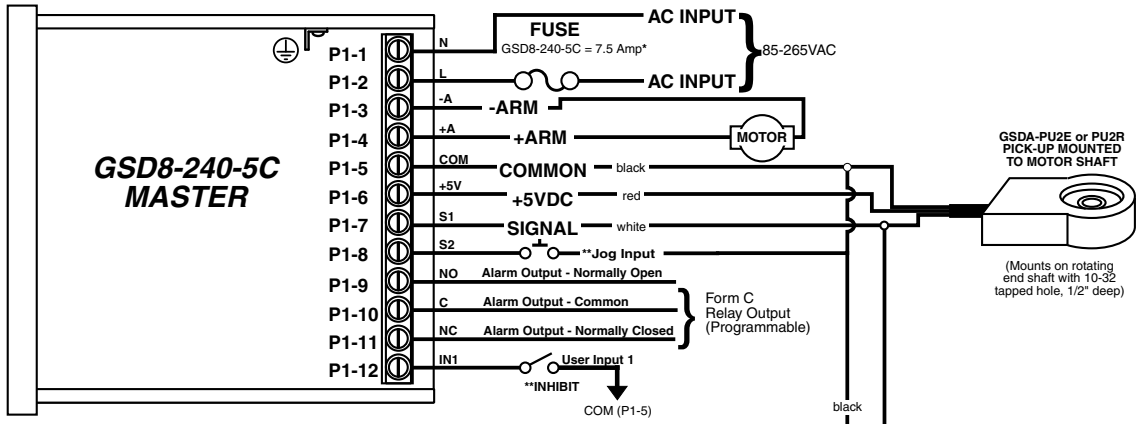 GSD8-240-5C
MASTER
P1-1
P1-2
P1-3
P1-4
P1-5
P1-6
P1-7
P1-8
P1-9
P1-10
P1-11
P1-12
N
L
-A
+A
COM
+5V
S1
S2
NO
C
NC
IN1
FUSE
GSD8-240-5C = 7.5 Amp*
AC INPUT
AC INPUT
85-265VAC
-ARM
+ARM
MOTOR
COMMON
black
+5VDC
red
SIGNAL
white
**Jog Input
Alarm Output - Normally Open
Alarm Output - Common
Alarm Output - Normally Closed
Form C
Relay Output
(Programmable)
User Input 1
**INHIBIT
COM (P1-5)
black
GSDA-PU2E or PU2R
PICK-UP MOUNTED
TO MOTOR SHAFT
(Mounts on rotating
end shaft with 10-32
tapped hole, 1/2" deep)